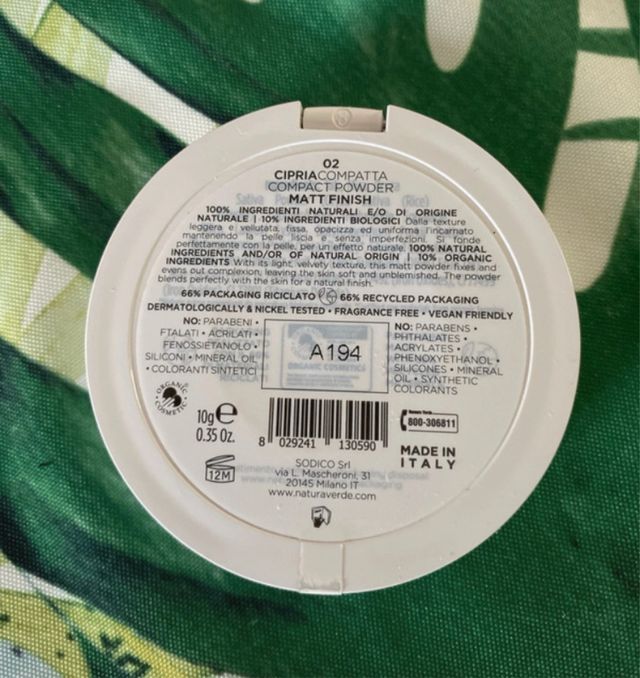 02
CIPRIACOMPATTA
COMPACT POWDER
MATT FINISH
100% INGREDIENTI NATURALI E/O DI ORIGINE
NATURALE | 10% INGREDIENTI BIOLOGICI Dalla texture
leggera e vellutata, fissa, opacizza ed uniforma l'incarnato
mantenendo la pelle liscia e senza imperfezioni. Si fonde
perfettamente con la pelle, per un effetto naturale. 100% NATURAL
INGREDIENTS AND/OR OF NATURAL ORIGIN | 10% ORGANIC
INGREDIENTS With its light, velvety texture, this matt powder fixes and
evens out complexion, leaving the skin soft and unblemished. The powder
blends perfectly with the skin for a natural finish.
66% PACKAGING RICICLATO 66% RECYCLED PACKAGING
DERMATOLOGICALLY & NICKEL TESTED • FRAGRANCE FREE • VEGAN FRIENDLY
NO: PARABENI •
FTALATI • ACRILATI •
FENOSSIETANOLO •
SILICONI • MINERAL OIL
• COLORANTI SINTETICI
A194
NO: PARABENS •
PHTHALATES •
ACRYLATES •
PHENOXYETHANOL •
SILICONES • MINERAL
OIL • SYNTHETIC
COLORANTS
ORGANIC COSMETIC
10g e
0.35 Oz.
8 029241 130590
Numero Verde
800-306811
MADE IN
ITALY
12M
SODICO Srl
via L. Mascheroni, 31
20145 Milano IT
www.naturaverde.com